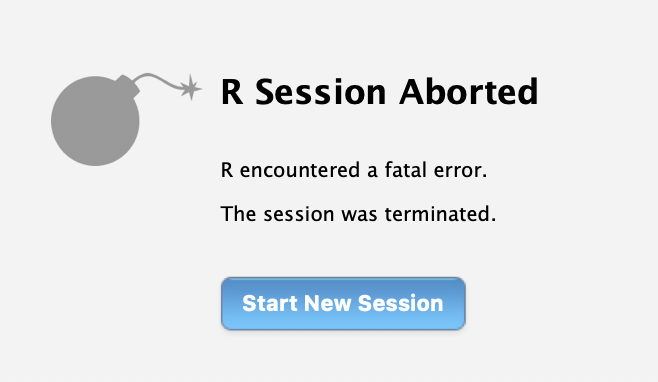 R Session Aborted
R encountered a fatal error.
The session was terminated.
Start New Session